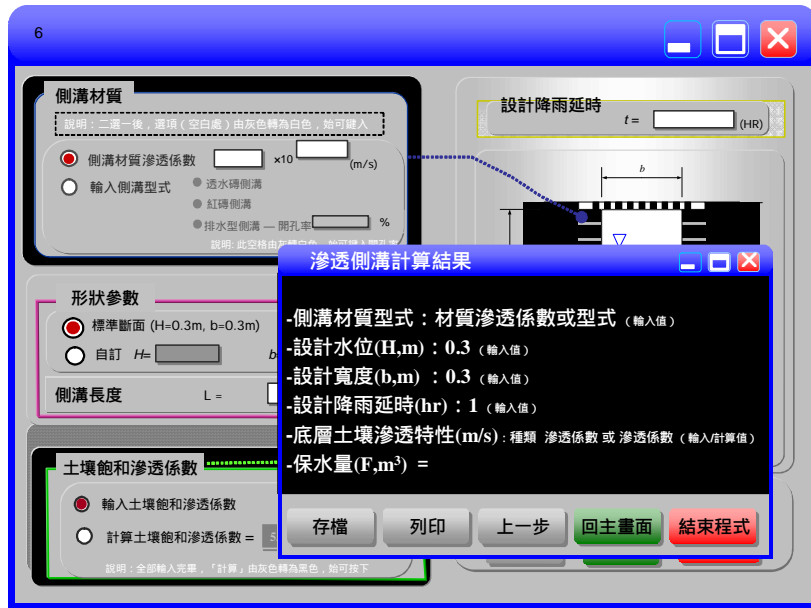 6
側溝材質
說明：二選一後，選項（空白處）由灰色轉為白色，始可鍵入
側溝材質滲透係數 ×10 (m/s)
輸入側溝型式
透水磚側溝
紅磚側溝
排水型側溝 — 開孔率 %
設計降雨延時
t = (HR)
b
形狀參數
標準斷面 (H=0.3m, b=0.3m)
自訂 H= b
側溝長度 L =
土壤飽和滲透係數
輸入土壤飽和滲透係數
計算土壤飽和滲透係數 = 5
說明：全部輸入完畢，「計算」由灰色轉為黑色，始可按下
滲透側溝計算結果
-側溝材質型式：材質滲透係數或型式（輸入值）
-設計水位(H,m)：0.3（輸入值）
-設計寬度(b,m) ：0.3（輸入值）
-設計降雨延時(hr)：1（輸入值）
-底層土壤滲透特性(m/s)：種類 滲透係數 或 滲透係數（輸入/計算值）
-保水量(F,m³) =
存檔 列印 上一步 回主畫面 結束程式